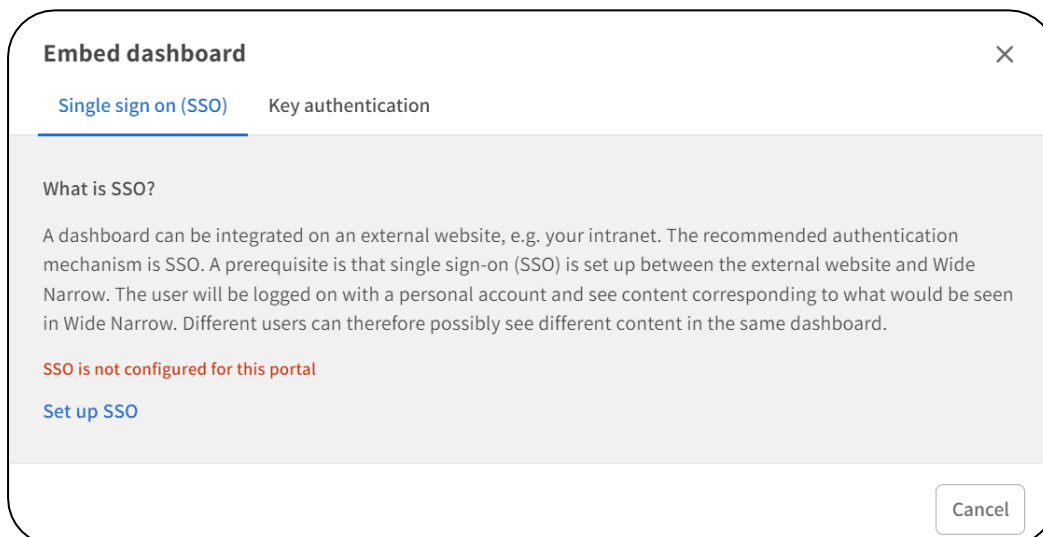 Embed dashboard
Single sign on (SSO) Key authentication
What is SSO?
A dashboard can be integrated on an external website, e.g. your intranet. The recommended authentication
mechanism is SSO. A prerequisite is that single sign-on (SSO) is set up between the external website and Wide
Narrow. The user will be logged on with a personal account and see content corresponding to what would be seen
in Wide Narrow. Different users can therefore possibly see different content in the same dashboard.
SSO is not configured for this portal
Set up SSO
Cancel